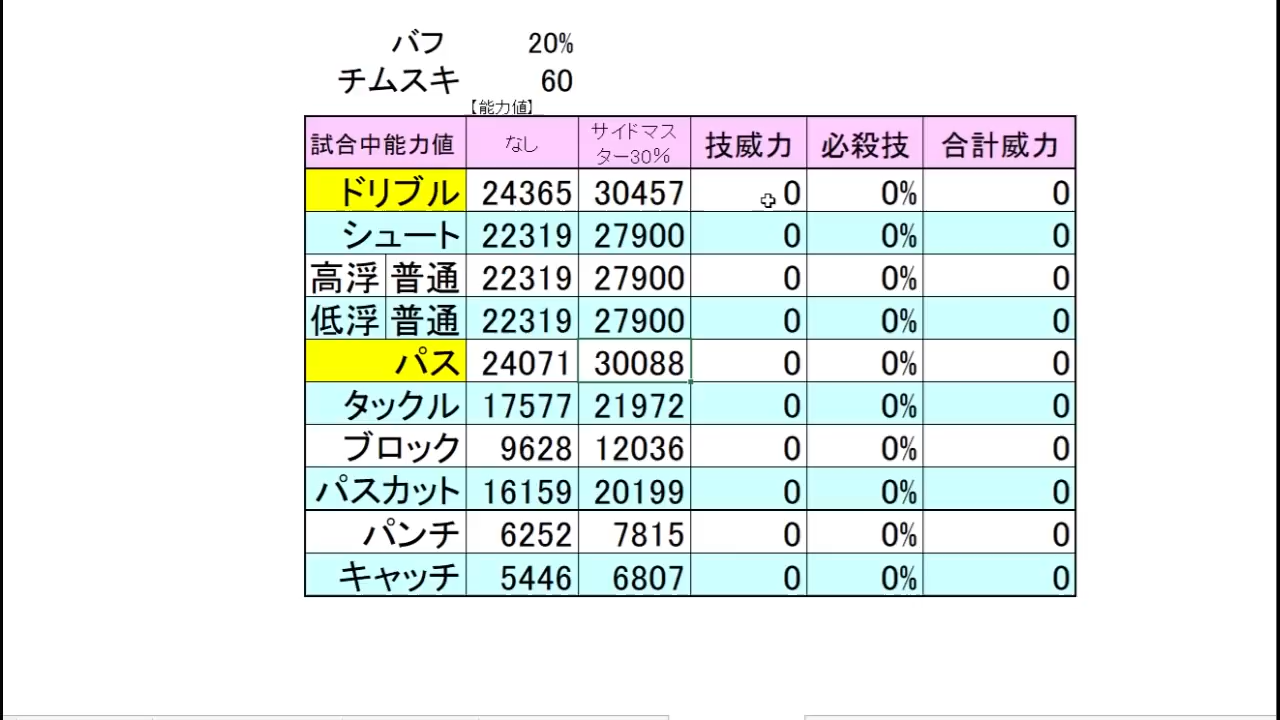 バフ 20%
チムスキ 60
【能力値】
試合中能力値 なし サイドマスター30% 技威力 必殺技 合計威力
ドリブル 24365 30457 0 0% 0
シュート 22319 27900 0 0% 0
高浮 普通 22319 27900 0 0% 0
低浮 普通 22319 27900 0 0% 0
パス 24071 30088 0 0% 0
タックル 17577 21972 0 0% 0
ブロック 9628 12036 0 0% 0
パスカット 16159 20199 0 0% 0
パンチ 6252 7815 0 0% 0
キャッチ 5446 6807 0 0% 0